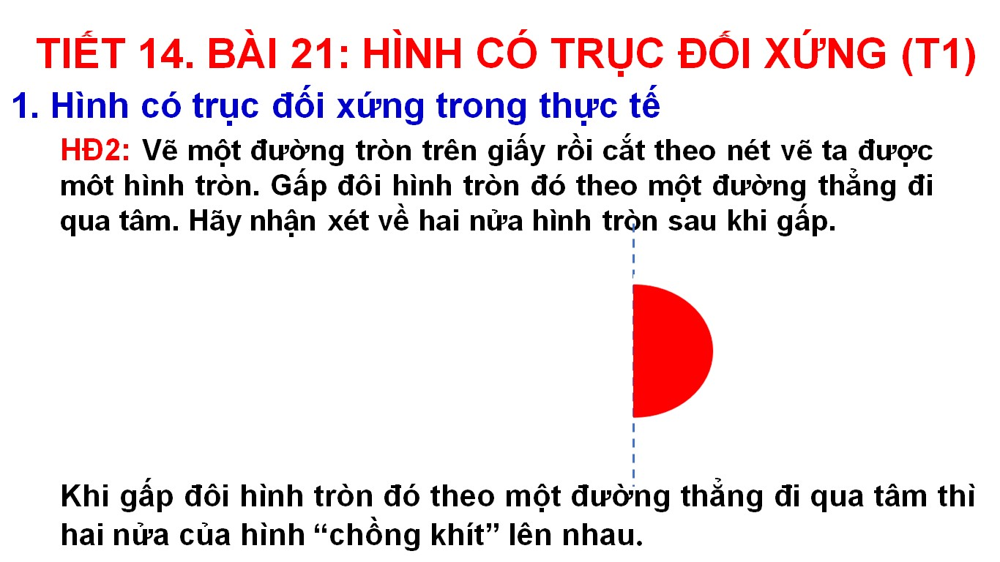 TIẾT 14. BÀI 21: HÌNH CÓ TRỤC ĐỐI XỨNG (T1)
1. Hình có trục đối xứng trong thực tế
HĐ2: Vẽ một đường tròn trên giấy rồi cắt theo nét vẽ ta được
môt hình tròn. Gấp đôi hình tròn đó theo một đường thẳng đi
qua tâm. Hãy nhận xét về hai nửa hình tròn sau khi gấp.
Khi gấp đôi hình tròn đó theo một đường thẳng đi qua tâm thì
hai nửa của hình “chồng khít” lên nhau.